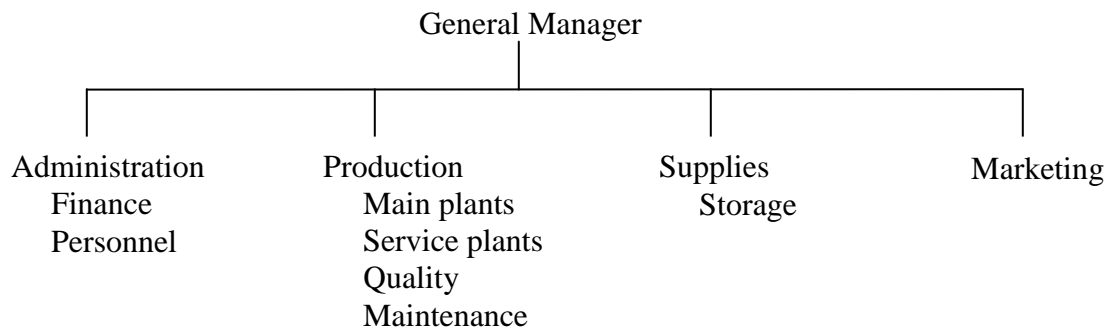 General Manager
Administration
Finance
Personnel
Production
Main plants
Service plants
Quality
Maintenance
Supplies
Storage
Marketing